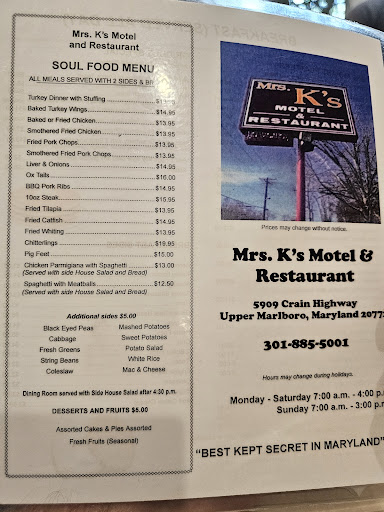 Mrs. K's Motel
and Restaurant
SOUL FOOD MENU
ALL MEALS SERVED WITH 2 SIDES &
Turkey Dinner with Stuffing
Baked Turkey Wings $14.95
Baked or Fried Chicken $13.95
Smothered Fried Chicken $13.95
Fried Pork Chops $13.95
Smothered Fried Pork Chops $13.95
Liver & Onions $14.95
Ox Tails $16.00
BBQ Pork Ribs $14.95
10oz Steak $15.95
Fried Tilapia $13.95
Fried Catfish $14.95
Fried Whiting $13.95
Chitterlings $19.95
Pig Feet
Chicken Parmigiana with Spaghetti $13.00
(Served with side House Salad and Bread)
Spaghetti with Meatballs $12.50
(Served with side House Salad and Bread)
Additional sides $5.00
Black Eyed Peas Mashed Potatoes
Cabbage Sweet Potatoes
Fresh Greens Potato Salad
String Beans White Rice
Coleslaw Mac & Cheese
Dining Room served with Side House Salad after 4:30 p.m.
DESSERTS AND FRUITS $5.00
Assorted Cakes & Pies Assorted
Fresh Fruits (Seasonal)
Mrs. K's
MOTEL
&
RESTAURANT
Prices may change without notice.
Mrs. K's Motel &
Restaurant
5909 Crain Highway
Upper Marlboro, Maryland 2077
301-885-5001
Hours may change during holidays.
Monday - Saturday 7:00 a.m. - 4:00 p.
Sunday 7:00 a.m. - 3:00 p.
"BEST KEPT SECRET IN MARYLAND"